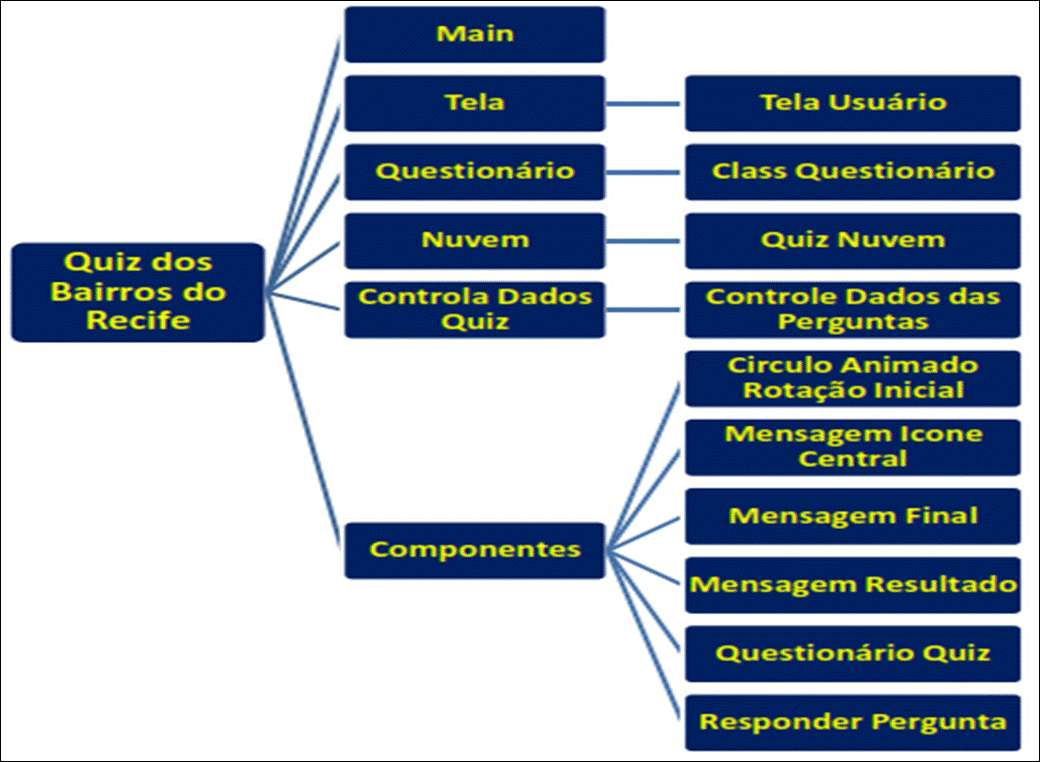 Main
Tela
Tela Usuário
Questionário
Class Questionário
Nuvem
Quiz Nuvem
Quiz dos
Bairros do
Recife
Controla Dados
Quiz
Controle Dados das
Perguntas
Circulo Animado
Rotação Inicial
Mensagem Icone
Central
Mensagem Final
Componentes
Mensagem Resultado
Questionário Quiz
Responder Pergunta